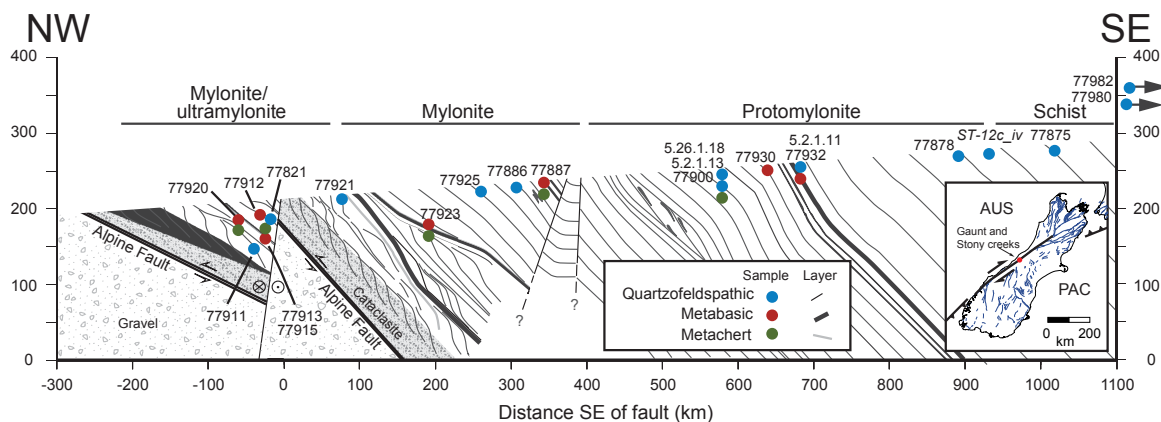 NW
SE
400
300
200
100
0
400
300
200
100
0
Mylonite/
ultramylonite
Mylonite
Protomylonite
Schist
77982
77980
77920
77912
77821
77921
77925
77886
77887
77923
5.26.1.18
5.2.1.13
77900
77930
5.2.1.11
77932
77878
ST-12c_iv
77875
Alpine Fault
Gravel
77911
77913
77915
Alpine Fault
Cataclasite
?
?
Sample Layer
Quartzofeldspathic
Metabasic
Metachert
AUS
Gaunt and
Stony creeks
PAC
0 200
km
-300 -200 -100 0 100 200 300 400 500 600 700 800 900 1000 1100
Distance SE of fault (km)